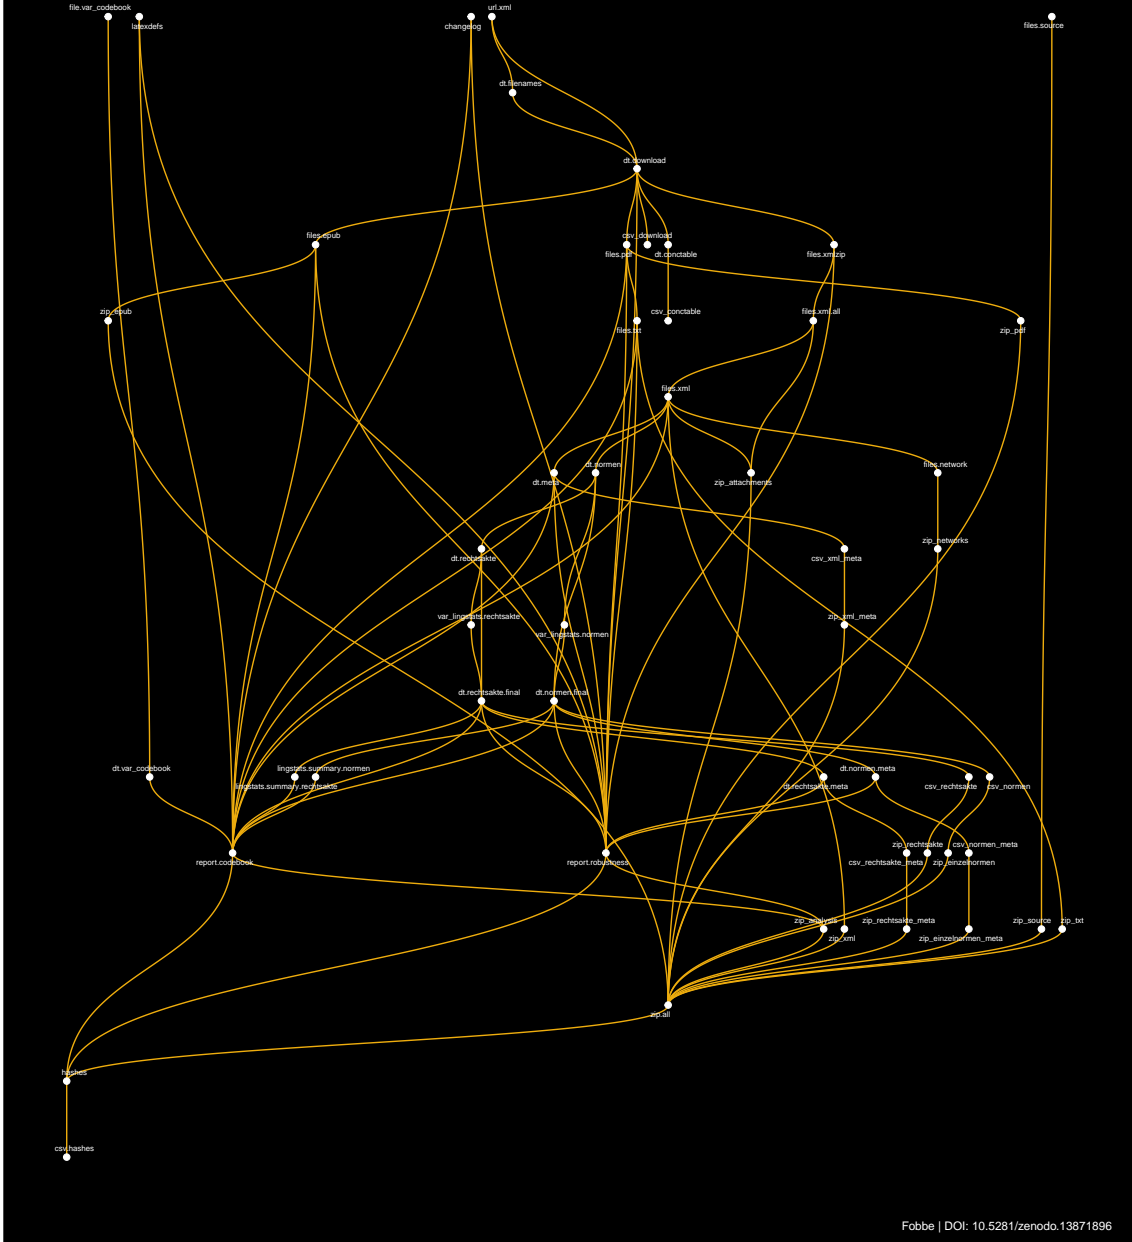 file.var_codebook
latexdefs
changelog
url.xml
files.source
dt.filenames
dt.download
files.epub
files.pdf
csv_download
dt.conctable
files.xmlzip
zip_epub
files.txt
csv_conctable
files.xml.all
zip_pdf
files.xml
dt.meta
dt.normen
zip_attachments
files.network
dt.rechtsakte
csv_xml_meta
zip_networks
var_lingstats.rechtsakte
var_lingstats.normen
zip_xml_meta
dt.rechtsakte.final
dt.normen.final
dt.var_codebook
lingstats.summary.normen
lingstats.summary.rechtsakte
dt.normen.meta
dt.rechtsakte.meta
csv_rechtsakte
csv_normen
report.codebook
report.robustness
zip_rechtsakte
csv_normen_meta
csv_rechtsakte_meta
zip_einzelnormen
zip_analysis
zip_xml
zip_rechtsakte_meta
zip_einzelnormen_meta
zip_source
zip_txt
zip.all
hashes
csv.hashes
Fobbe | DOI: 10.5281/zenodo.13871896